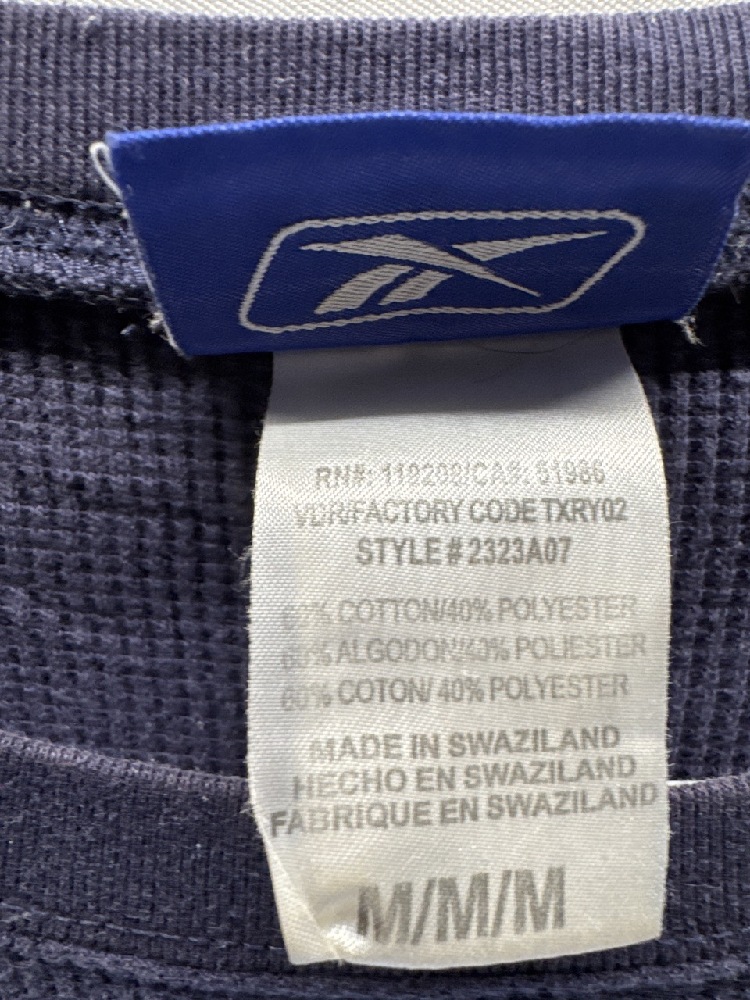 RN#: 119208/CA#: 51986
VDR/FACTORY CODE TXRY02
STYLE # 2323A07
60% COTTON/40% POLYESTER
60% ALGODON/40% POLIESTER
60% COTON/ 40% POLYESTER
MADE IN SWAZILAND
HECHO EN SWAZILAND
FABRIQUE EN SWAZILAND
M/M/M